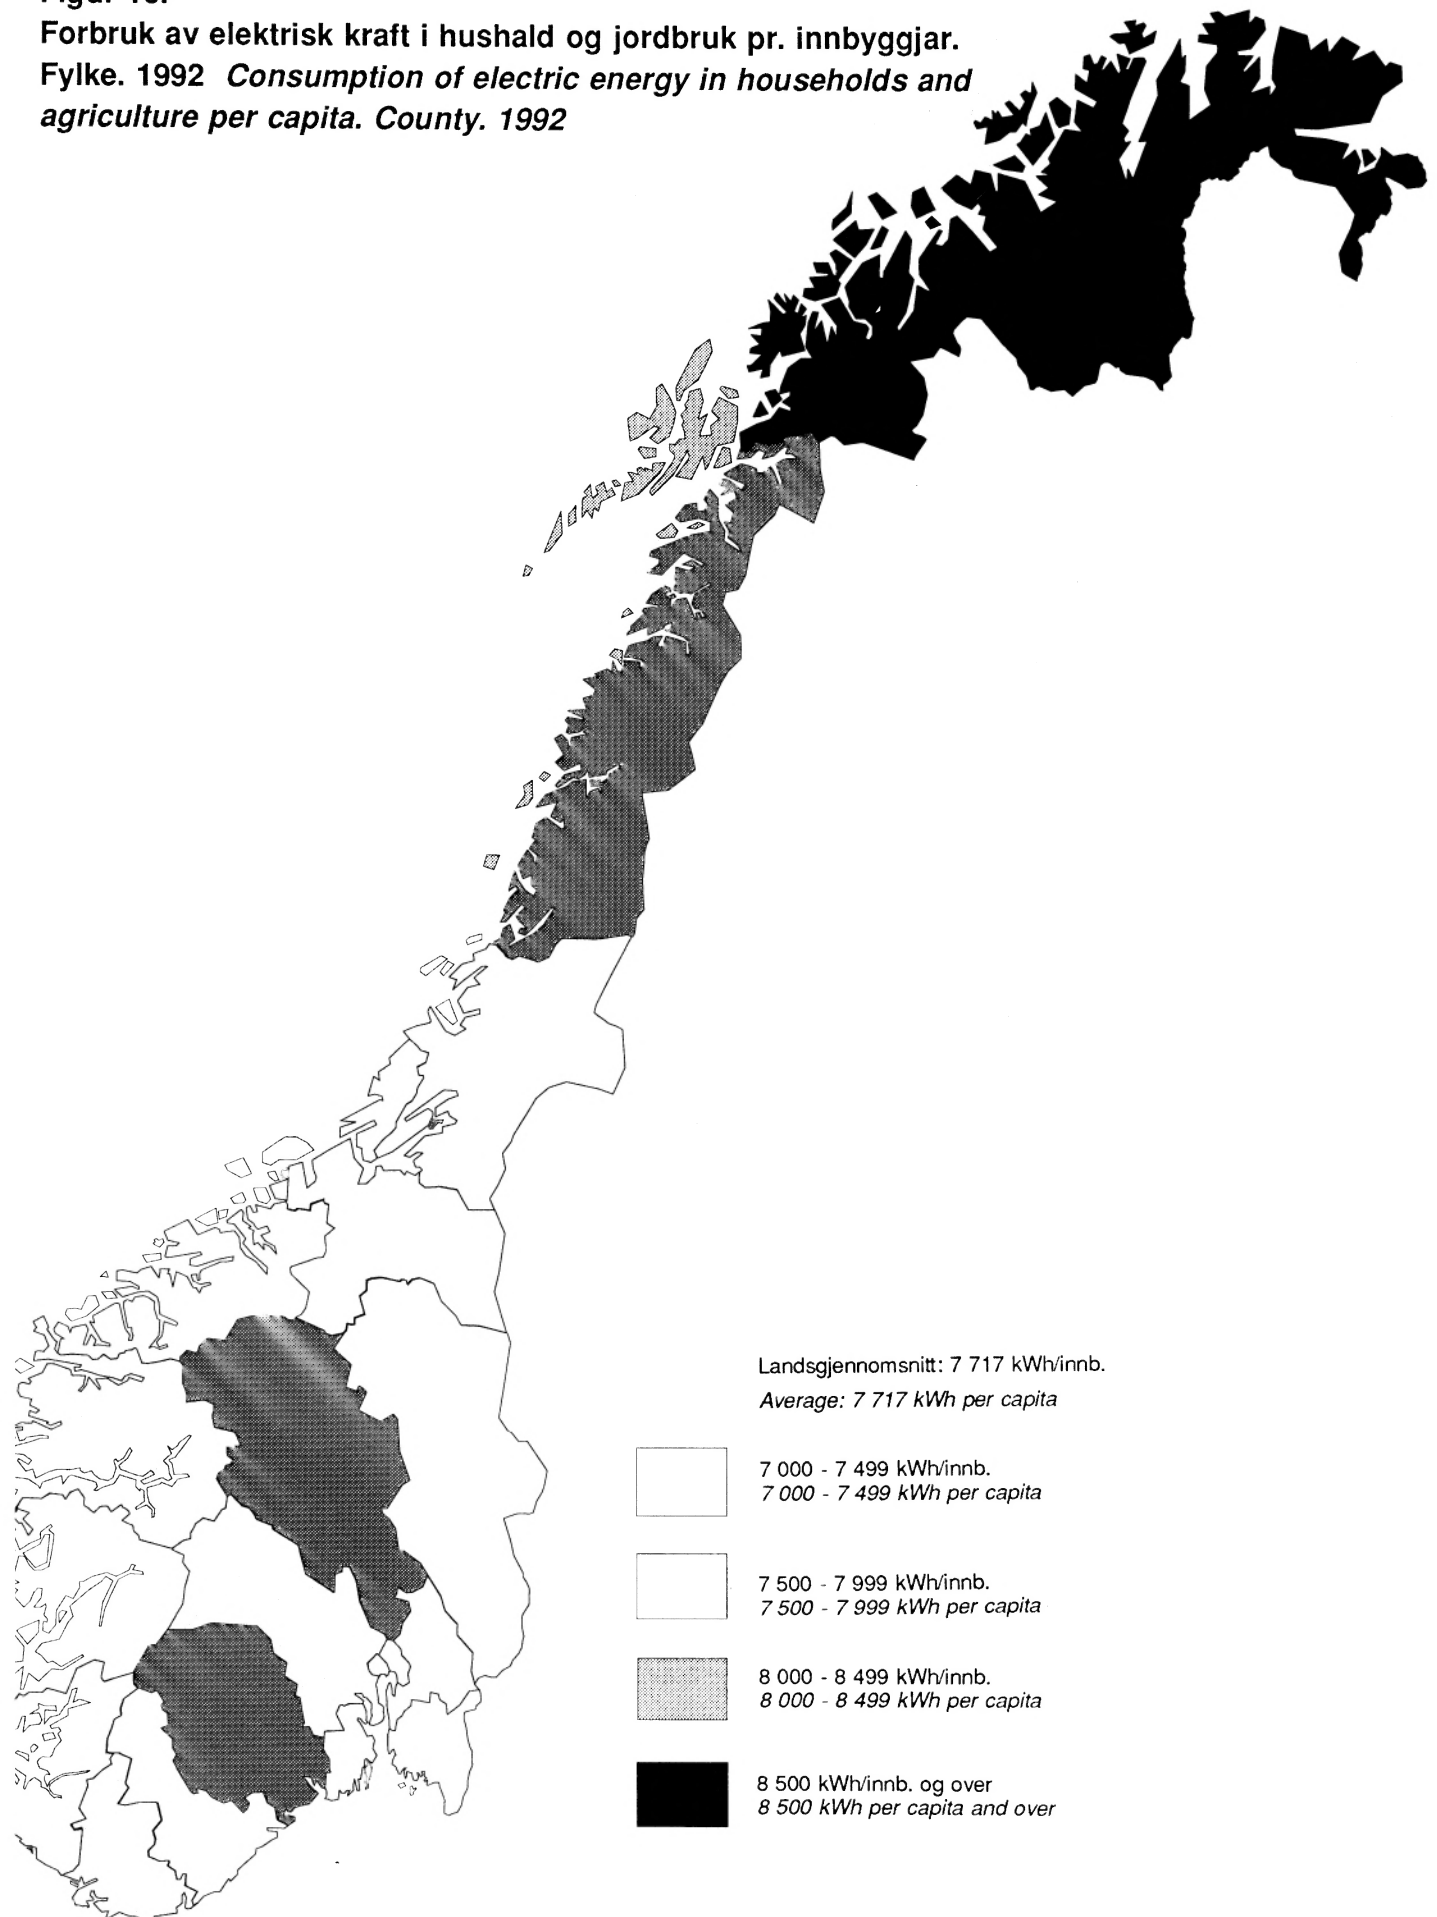 Forbruk av elektrisk kraft i hushald og jordbruk pr. innbyggjar.
Fylke. 1992 Consumption of electric energy in households and
agriculture per capita. County. 1992
Landsgjennomsnitt: 7 717 kWh/innb.
Average: 7 717 kWh per capita
7 000 - 7 499 kWh/innb.
7 000 - 7 499 kWh per capita
7 500 - 7 999 kWh/innb.
7 500 - 7 999 kWh per capita
8 000 - 8 499 kWh/innb.
8 000 - 8 499 kWh per capita
8 500 kWh/innb. og over
8 500 kWh per capita and over